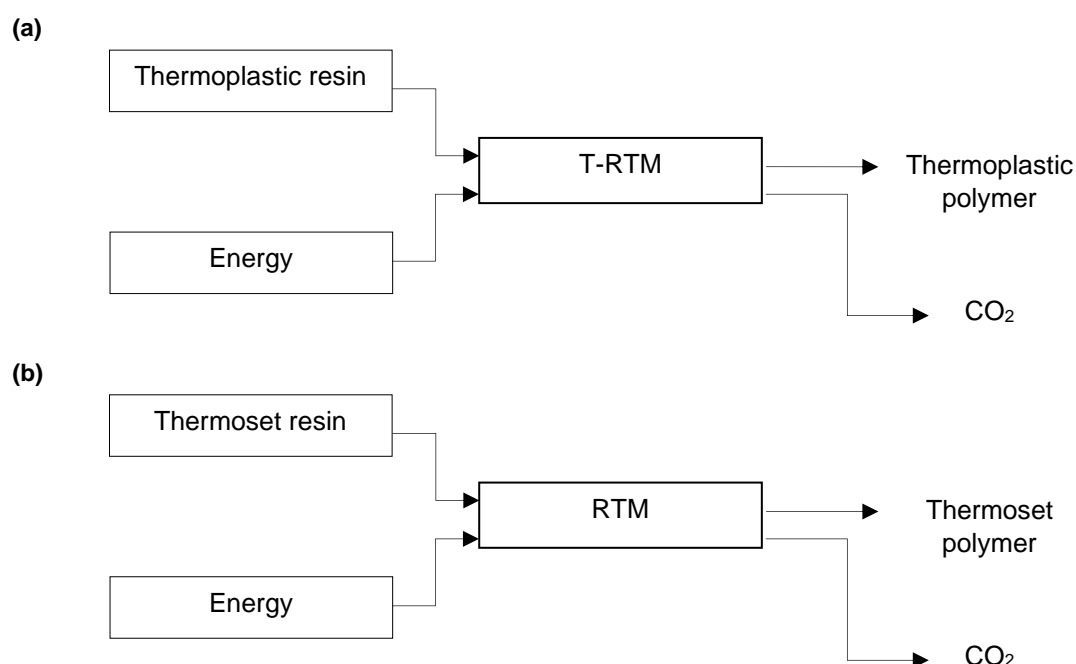 (a)
Thermoplastic resin
T-RTM
Thermoplastic
polymer
Energy
CO₂
(b)
Thermoset resin
RTM
Thermoset
polymer
Energy
CO₂